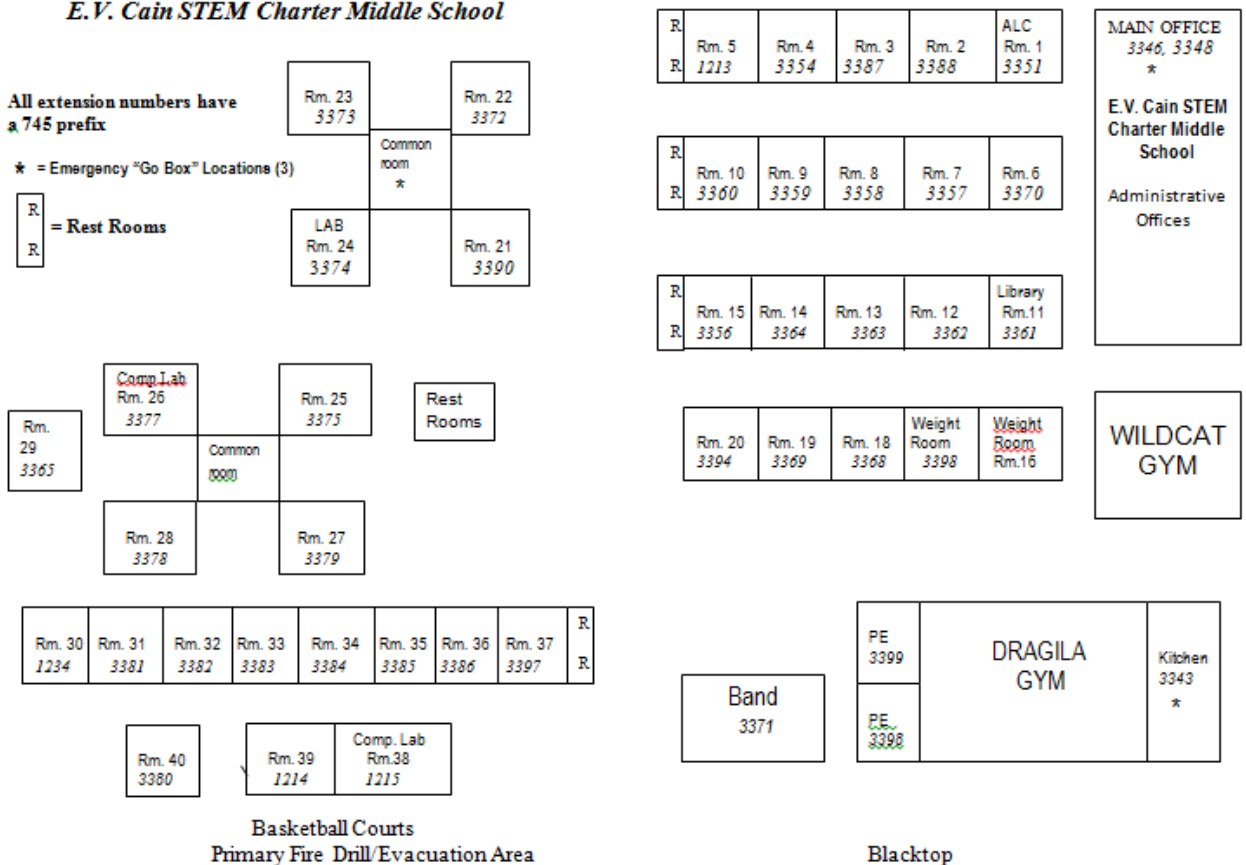 E.V. Cain STEM Charter Middle School
All extension numbers have
a 745 prefix
* = Emergency "Go Box" Locations (3)
R
R
= Rest Rooms
Rm. 23
3373
Rm. 22
3372
Common
room
*
LAB
Rm. 24
3374
Rm. 21
3390
Comp.Lab
Rm. 26
3377
Rm. 25
3375
Rest
Rooms
Rm.
29
3365
Common
room
Rm. 28
3378
Rm. 27
3379
Rm. 30
1234
Rm. 31
3381
Rm. 32
3382
Rm. 33
3383
Rm. 34
3384
Rm. 35
3385
Rm. 36
3386
Rm. 37
3397
R
R
Rm. 40
3380
Rm. 39
1214
Comp. Lab
Rm.38
1215
Basketball Courts
Primary Fire Drill/Evacuation Area
R
R
Rm. 5
1213
Rm. 4
3354
Rm. 3
3387
Rm. 2
3388
ALC
Rm. 1
3351
R
R
Rm. 10
3360
Rm. 9
3359
Rm. 8
3358
Rm. 7
3357
Rm. 6
3370
R
R
Rm. 15
3356
Rm. 14
3364
Rm. 13
3363
Rm. 12
3362
Library
Rm.11
3361
Rm. 20
3394
Rm. 19
3369
Rm. 18
3368
Weight
Room
3398
Weight
Room
Rm.16
MAIN OFFICE
3346, 3348
*
E.V. Cain STEM
Charter Middle
School
Administrative
Offices
WILDCAT
GYM
Band
3371
PE
3399
PE
3398
DRAGILA
GYM
Kitchen
3343
*
Blacktop